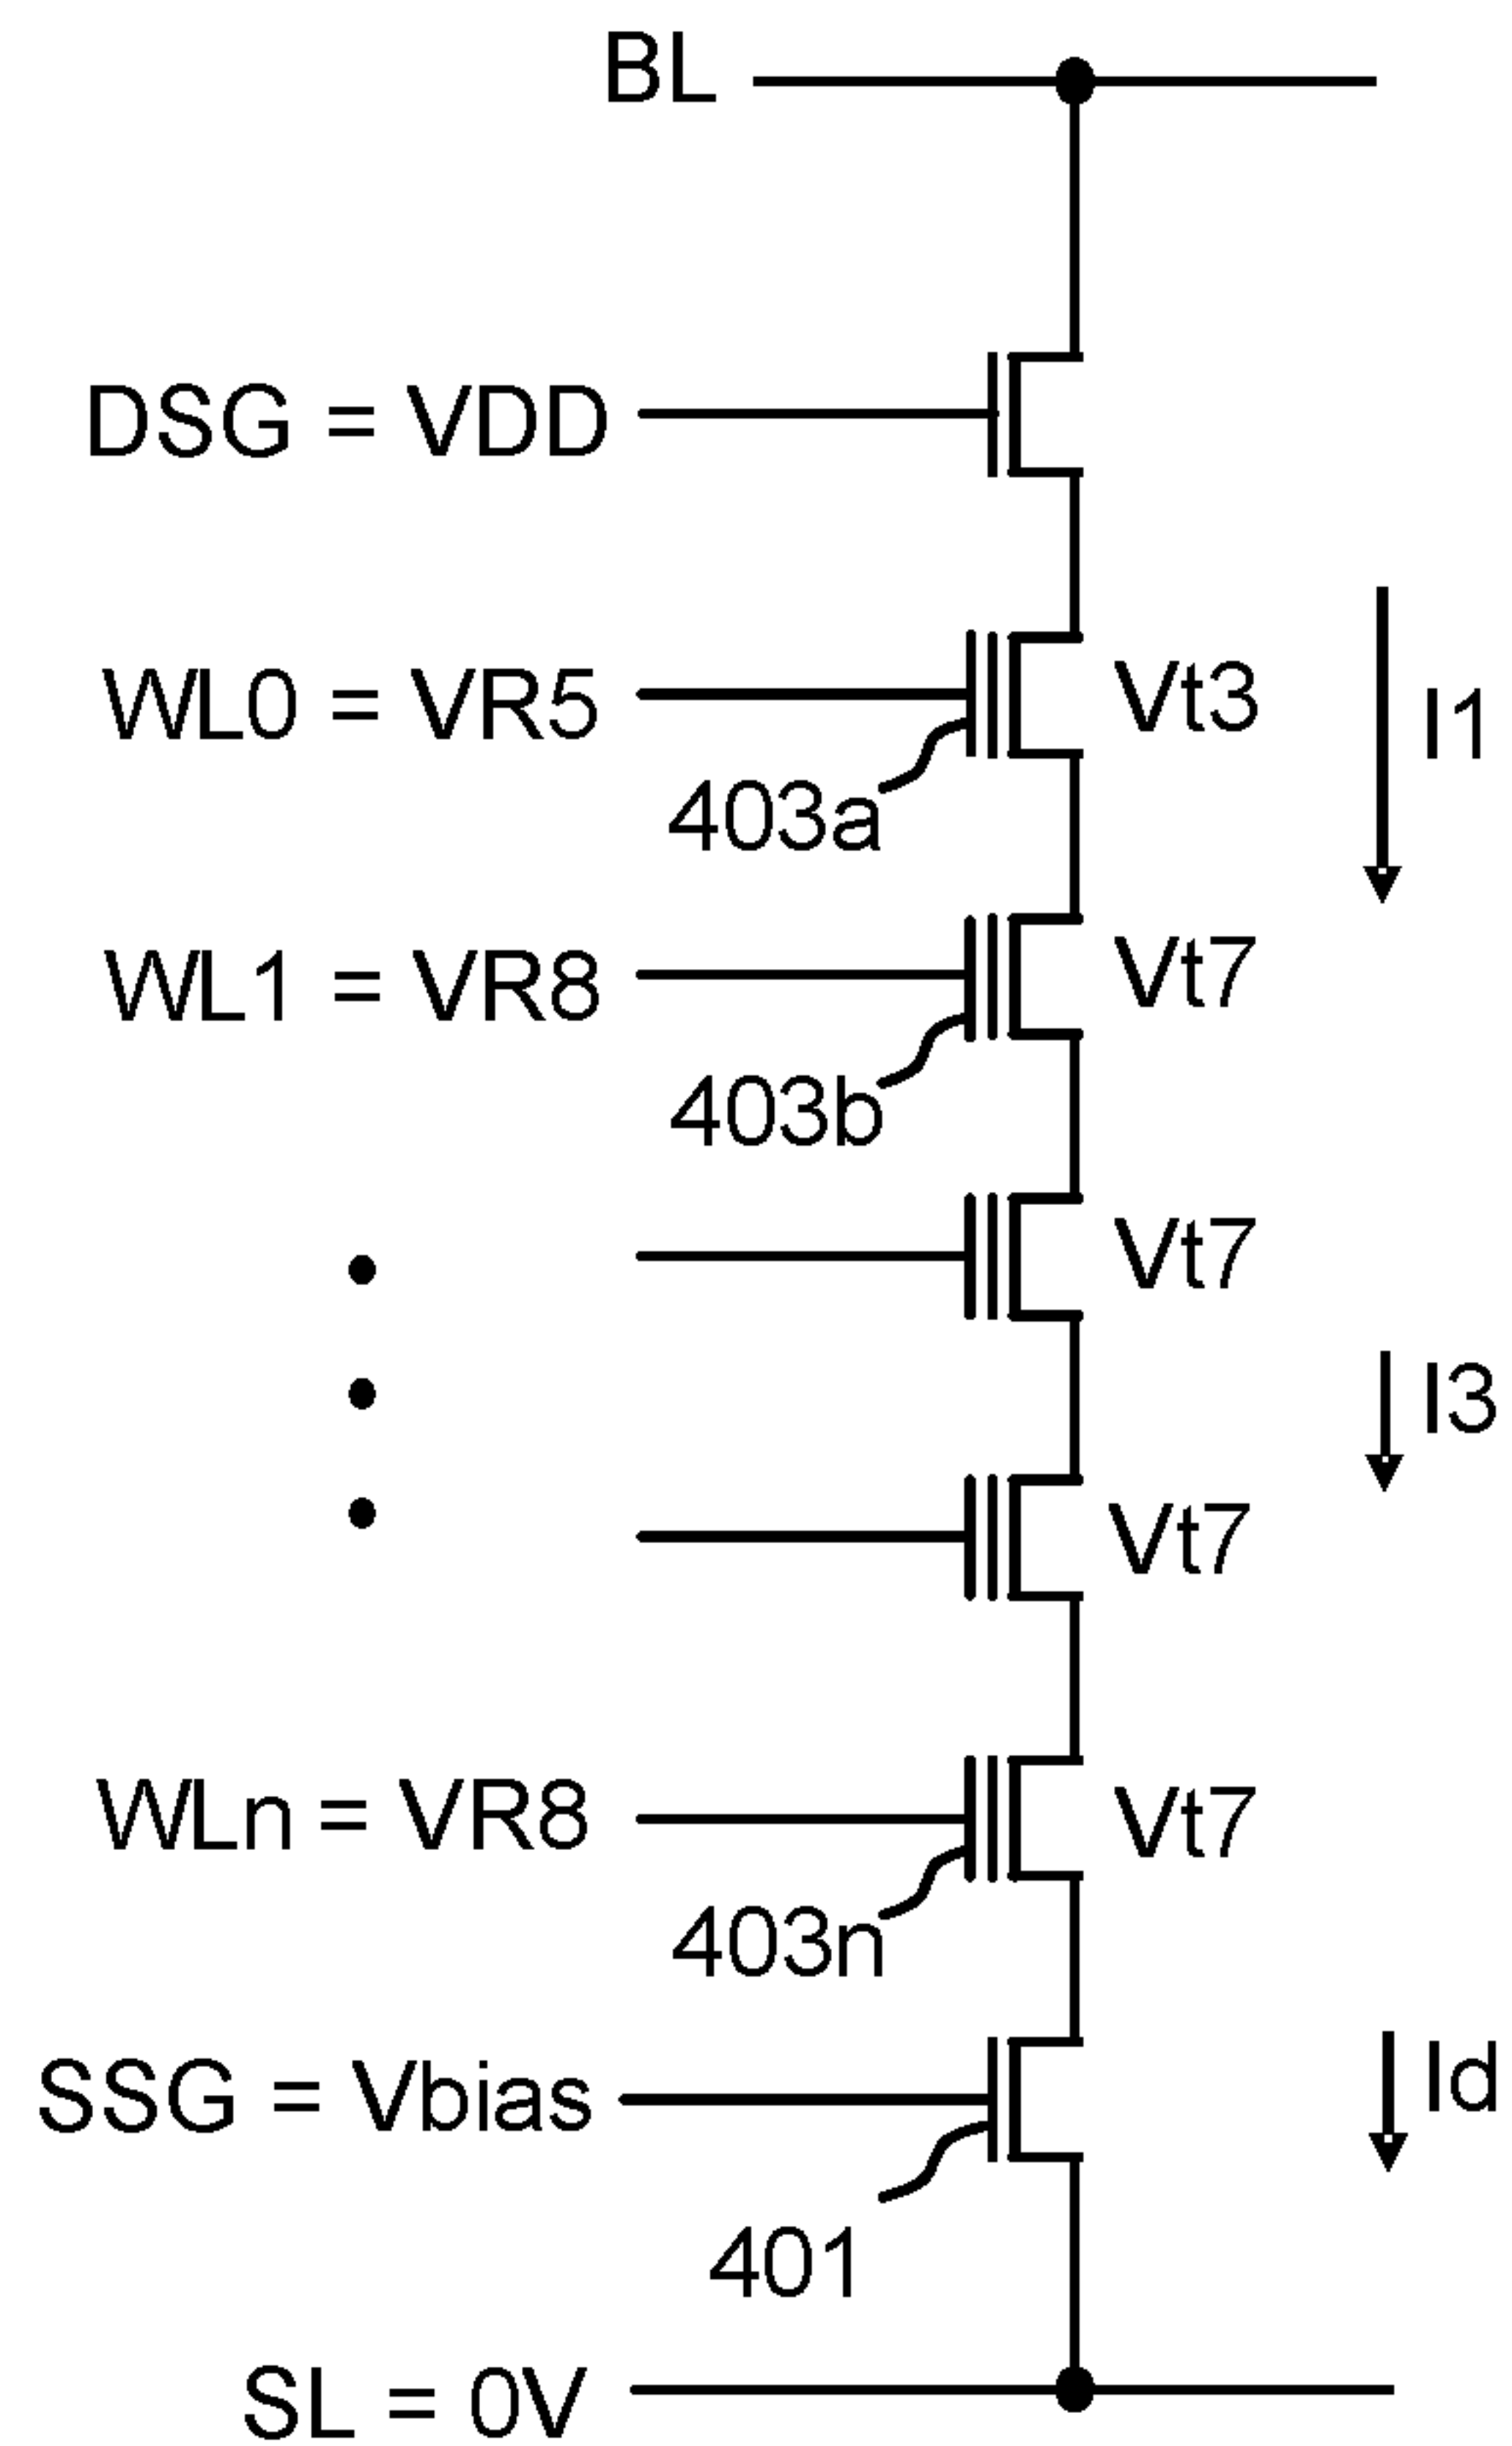 BL
DSG = VDD
WL0 = VR5
Vt3
I1
403a
WL1 = VR8
Vt7
403b
Vt7
I3
Vt7
WLn = VR8
Vt7
403n
SSG = Vbias
Id
401
SL = 0V